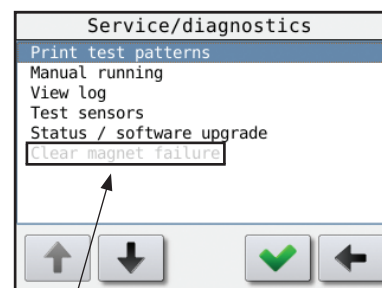 Service/diagnostics
Print test patterns
Manual running
View log
Test sensors
Status / software upgrade
Clear magnet failure